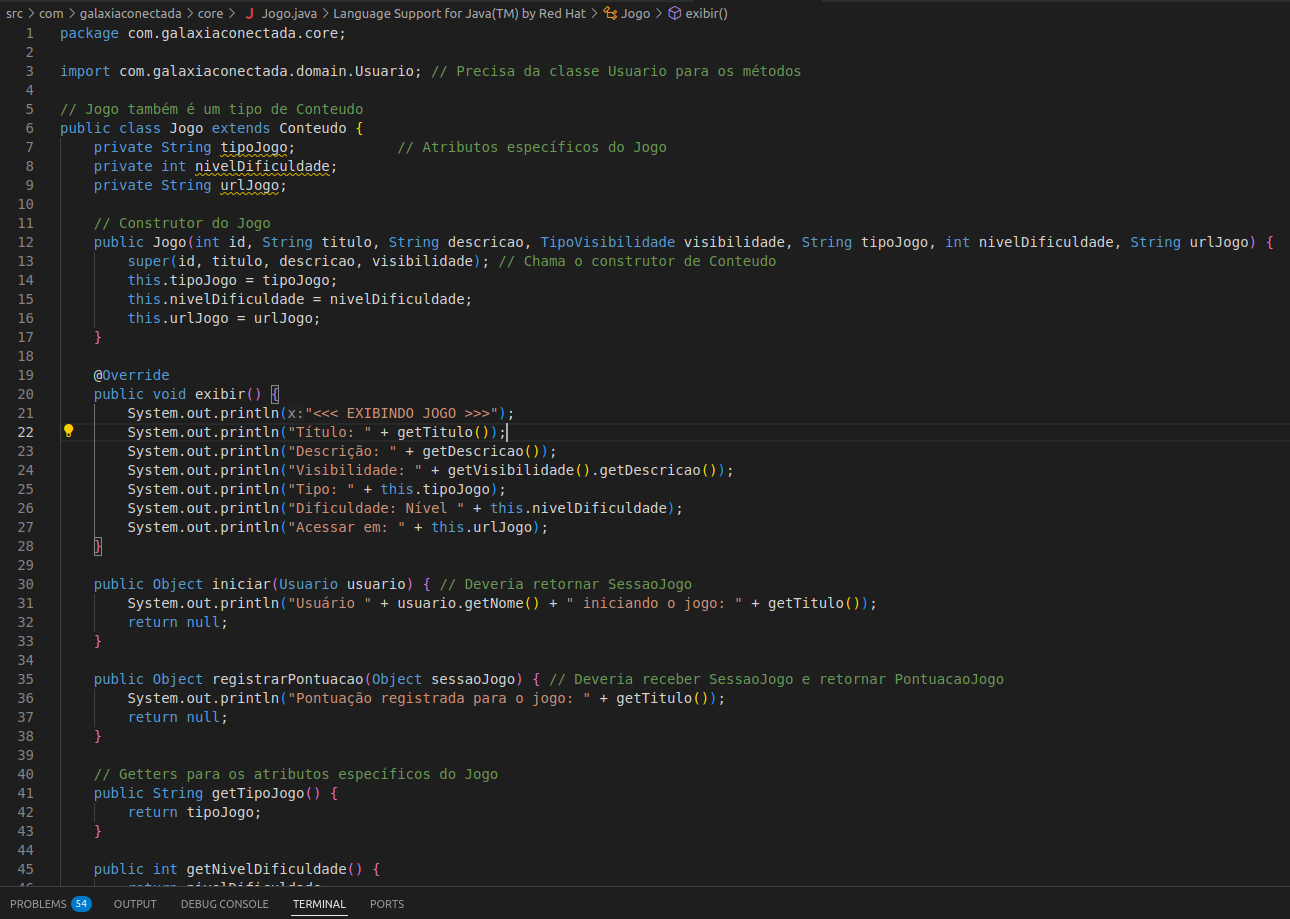 src > com > galaxiaconectada > core > J Jogo.java > Language Support for Java(TM) by Red Hat > Jogo > exibir()
1 package com.galaxiaconectada.core;
2
3 import com.galaxiaconectada.domain.Usuario; // Precisa da classe Usuario para os métodos
4
5 // Jogo também é um tipo de Conteudo
6 public class Jogo extends Conteudo {
7 private String tipoJogo; // Atributos específicos do Jogo
8 private int nivelDificuldade;
9 private String urlJogo;
10
11 // Construtor do Jogo
12 public Jogo(int id, String titulo, String descricao, TipoVisibilidade visibilidade, String tipoJogo, int nivelDificuldade, String urlJogo) {
13 super(id, titulo, descricao, visibilidade); // Chama o construtor de Conteudo
14 this.tipoJogo = tipoJogo;
15 this.nivelDificuldade = nivelDificuldade;
16 this.urlJogo = urlJogo;
17 }
18
19 @Override
20 public void exibir() {
21 System.out.println(x:"<<< EXIBINDO JOGO >>>");
22 System.out.println("Título: " + getTitulo());
23 System.out.println("Descrição: " + getDescricao());
24 System.out.println("Visibilidade: " + getVisibilidade().getDescricao());
25 System.out.println("Tipo: " + this.tipoJogo);
26 System.out.println("Dificuldade: Nível " + this.nivelDificuldade);
27 System.out.println("Acessar em: " + this.urlJogo);
28 }
29
30 public Object iniciar(Usuario usuario) { // Deveria retornar SessaoJogo
31 System.out.println("Usuário " + usuario.getNome() + " iniciando o jogo: " + getTitulo());
32 return null;
33 }
34
35 public Object registrarPontuacao(Object sessaoJogo) { // Deveria receber SessaoJogo e retornar PontuacaoJogo
36 System.out.println("Pontuação registrada para o jogo: " + getTitulo());
37 return null;
38 }
39
40 // Getters para os atributos específicos do Jogo
41 public String getTipoJogo() {
42 return tipoJogo;
43 }
44
45 public int getNivelDificuldade() {
PROBLEMS 54 OUTPUT DEBUG CONSOLE TERMINAL PORTS